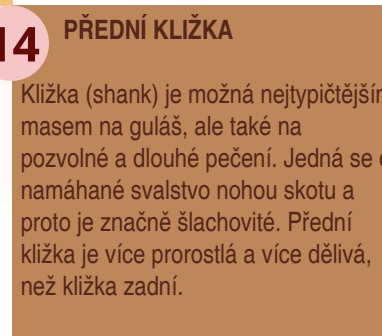 14 PŘEDNÍ KLIŽKA
Kližka (shank) je možná nejtypičtějším
masem na guláš, ale také na
pozvolné a dlouhé pečení. Jedná se o
namáhané svalstvo nohou skotu a
proto je značně šlachovité. Přední
kližka je více prorostlá a více dělivá,
než kližka zadní.